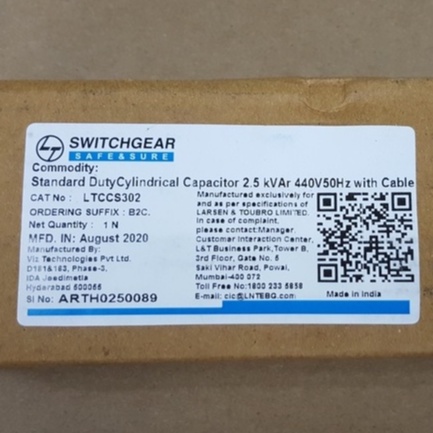 LT SWITCHGEAR
SAFE & SURE
Commodity:
Standard DutyCylindrical Capacitor 2.5 kVAr 440V50Hz with Cable
CAT No : LTCCS302
ORDERING SUFFIX : B2C.
Net Quantity : 1 N
MFD. IN: August 2020
Manufactured By:
Viz Technologies Pvt Ltd.
D181&183, Phase-3,
IDA Jeedimetla
Hyderabad 500055
Sl No: ARTH0250089
Manufactured exclusively for
and as per specifications of
LARSEN & TOUBRO LIMITED.
In case of complaint,
please contact:Manager,
Customer Interaction Center,
L&T Business Park,Tower B,
3rd Floor, Gate No. 5
Saki Vihar Road, Powai,
Mumbai-400 072
Toll Free No:1800 233 5858
E-mail: cic@LNTEBG.com
Made in India